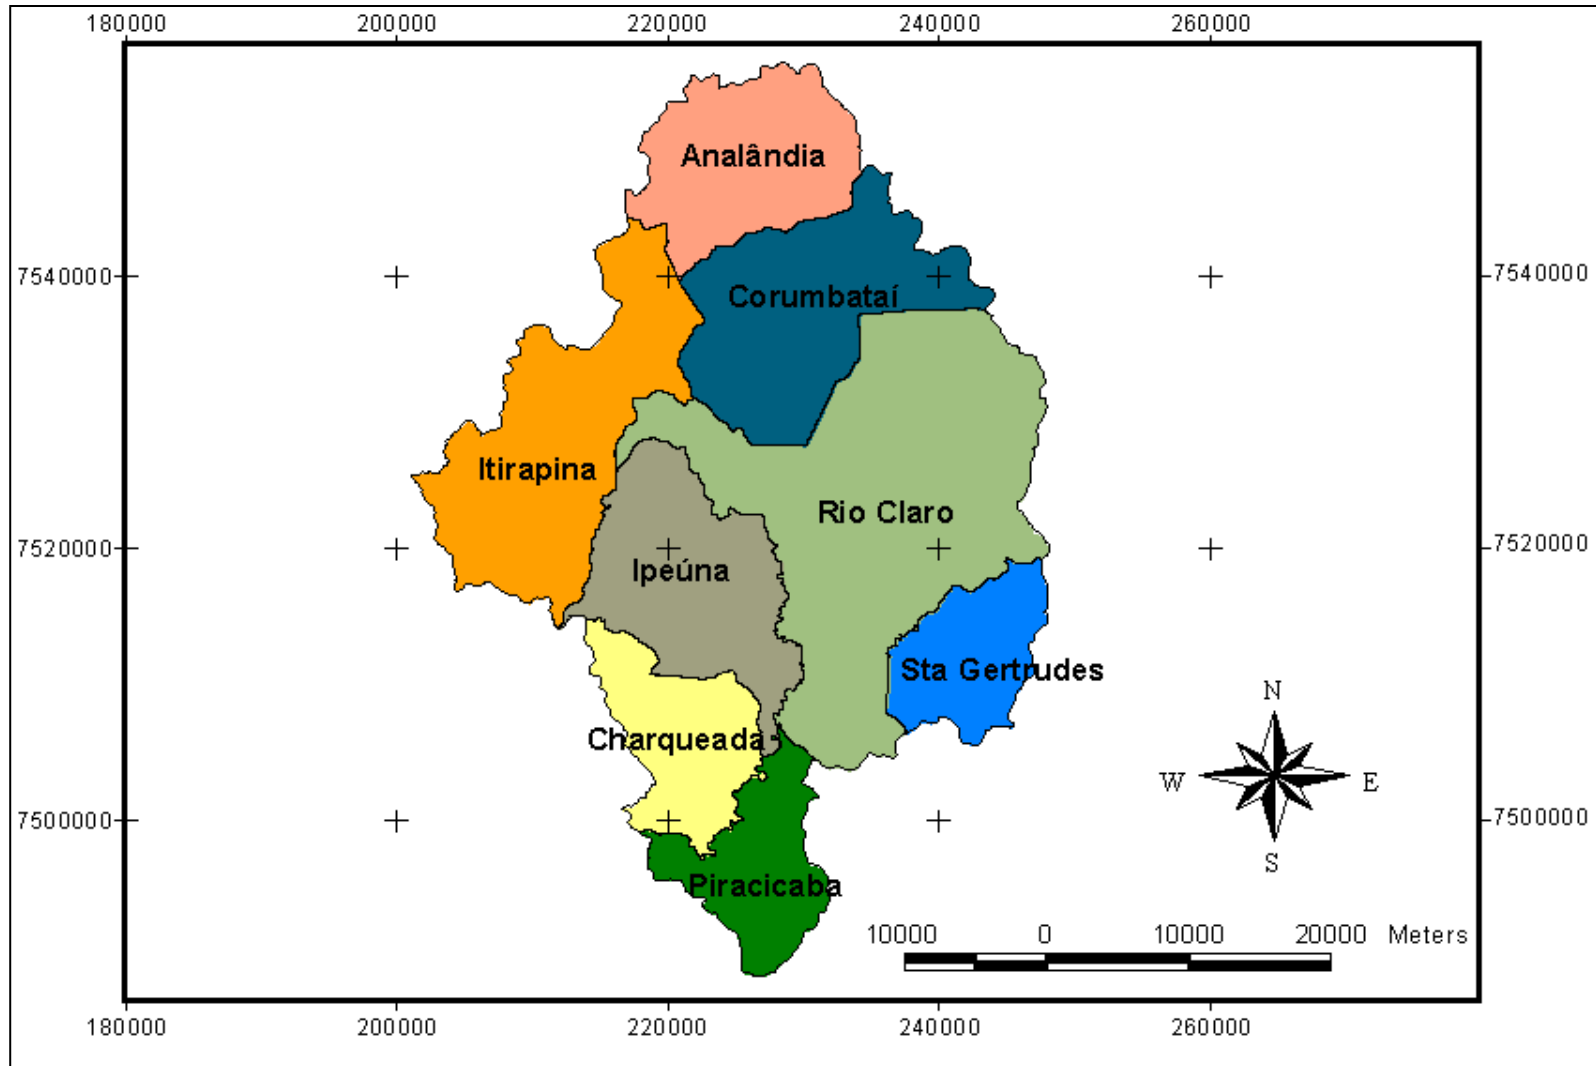 180000 200000 220000 240000 260000
Analândia
7540000 7540000
Corumbataí
Itirapina
Rio Claro
7520000 7520000
Ipeúna
Sta Gertrudes
N
Charqueada
W E
7500000 7500000
S
Piracicaba
10000 0 10000 20000 Meters
180000 200000 220000 240000 260000